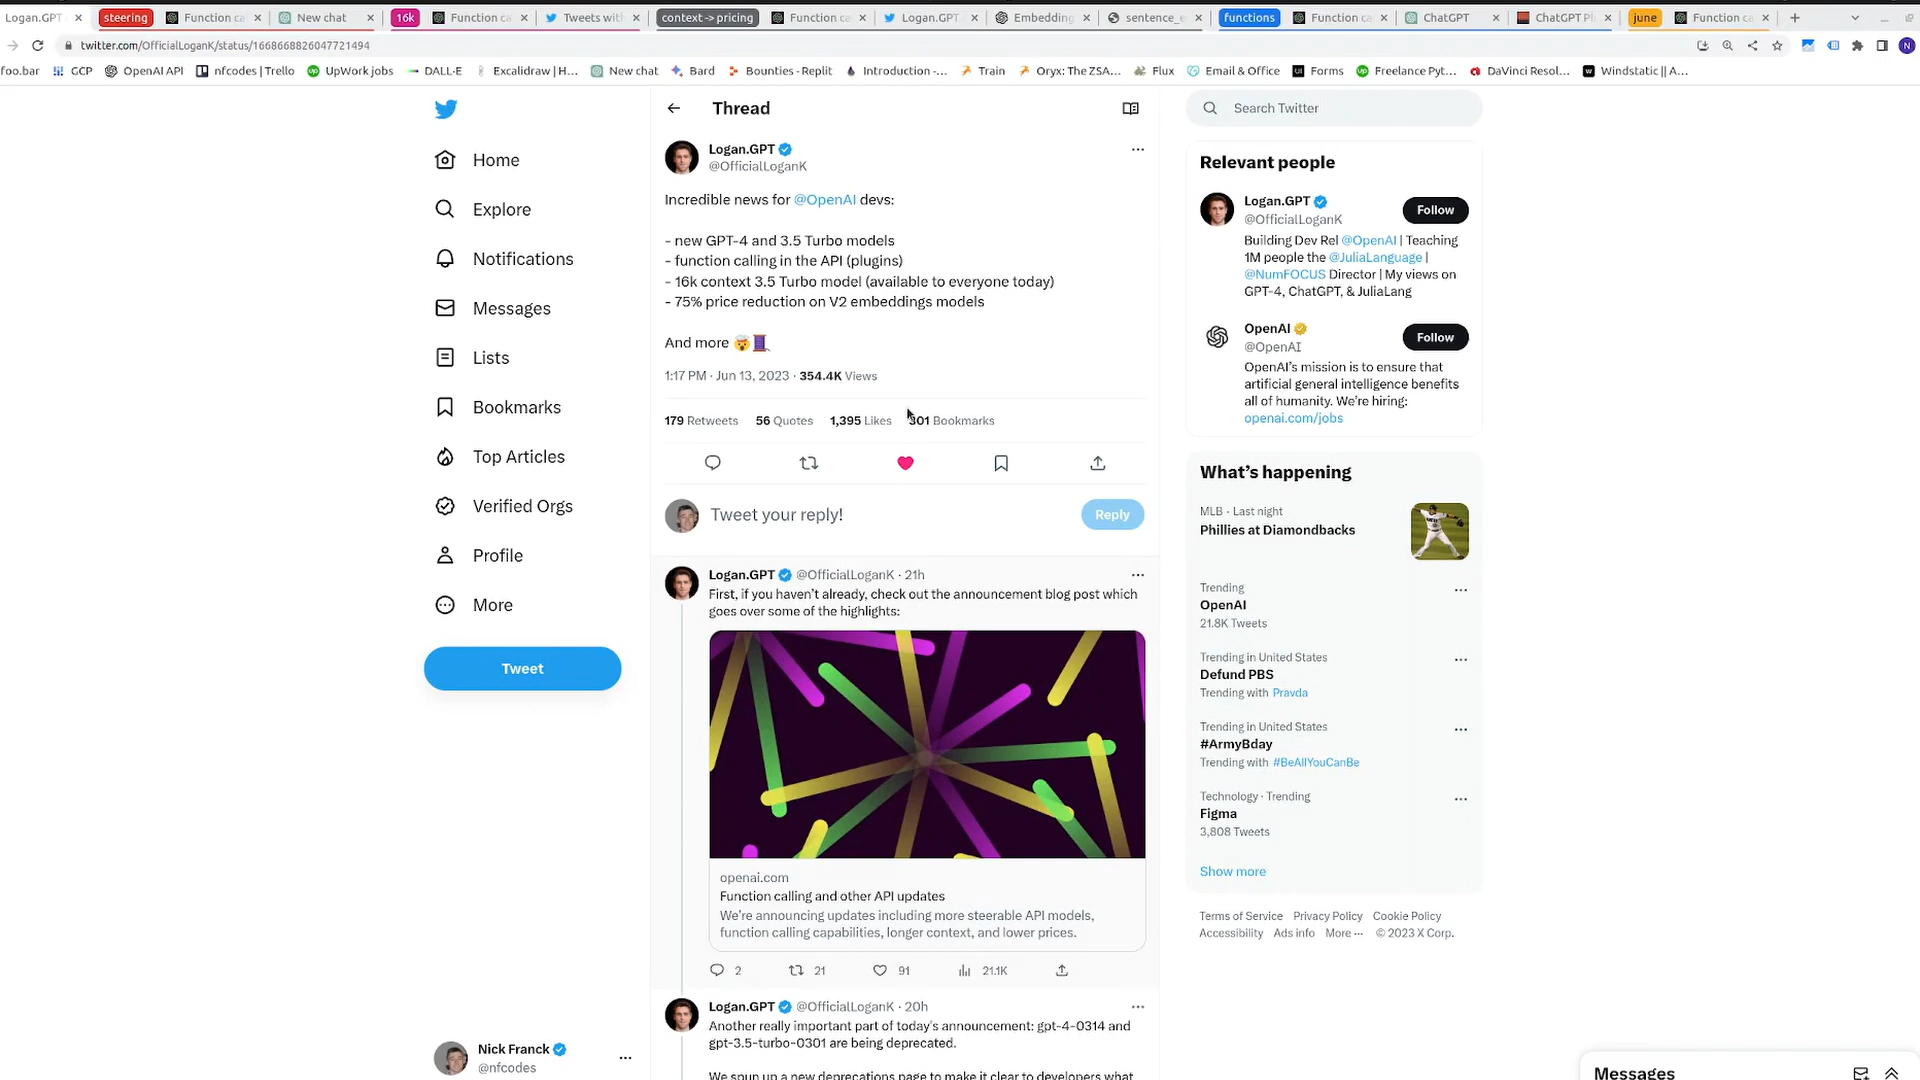 Logan.GPT
steering
Function ca
New chat
16k
Function ca
Tweets with
context -> pricing
Function ca
Logan.GPT
Embedding
sentence_e
functions
Function ca
ChatGPT
ChatGPT Pl
june
Function ca
twitter.com/OfficialLoganK/status/1668668826047721494
foo.bar
GCP
OpenAI API
nfcodes | Trello
UpWork jobs
DALL-E
Excalidraw | H...
New chat
Bard
Bounties - Replit
Introduction -...
Train
Oryx: The ZSA...
Flux
Email & Office
Forms
Freelance Pyt...
DaVinci Resol...
Windstatic || A...
Home
Explore
Notifications
Messages
Lists
Bookmarks
Top Articles
Verified Orgs
Profile
More
Tweet
Nick Franck
@nfcodes
Thread
Logan.GPT
@OfficialLoganK
Incredible news for @OpenAI devs:
- new GPT-4 and 3.5 Turbo models
- function calling in the API (plugins)
- 16k context 3.5 Turbo model (available to everyone today)
- 75% price reduction on V2 embeddings models
And more 🤯🧵
1:17 PM · Jun 13, 2023 · 354.4K Views
179 Retweets 56 Quotes 1,395 Likes 301 Bookmarks
Tweet your reply!
Reply
Logan.GPT @OfficialLoganK · 21h
First, if you haven't already, check out the announcement blog post which
goes over some of the highlights:
openai.com
Function calling and other API updates
We're announcing updates including more steerable API models,
function calling capabilities, longer context, and lower prices.
2 21 91 21.1K
Logan.GPT @OfficialLoganK · 20h
Another really important part of today's announcement: gpt-4-0314 and
gpt-3.5-turbo-0301 are being deprecated.
We spun up a new deprecations page to make it clear to developers what
Search Twitter
Relevant people
Logan.GPT
@OfficialLoganK
Follow
Building Dev Rel @OpenAI | Teaching
1M people the @JuliaLanguage |
@NumFOCUS Director | My views on
GPT-4, ChatGPT, & JuliaLang
OpenAI
@OpenAI
Follow
OpenAI's mission is to ensure that
artificial general intelligence benefits
all of humanity. We're hiring:
openai.com/jobs
What's happening
MLB · Last night
Phillies at Diamondbacks
Trending
OpenAI
21.8K Tweets
Trending in United States
Defund PBS
Trending with Pravda
Trending in United States
#ArmyBday
Trending with #BeAllYouCanBe
Technology · Trending
Figma
3,808 Tweets
Show more
Terms of Service Privacy Policy Cookie Policy
Accessibility Ads info More ··· © 2023 X Corp.
Messages